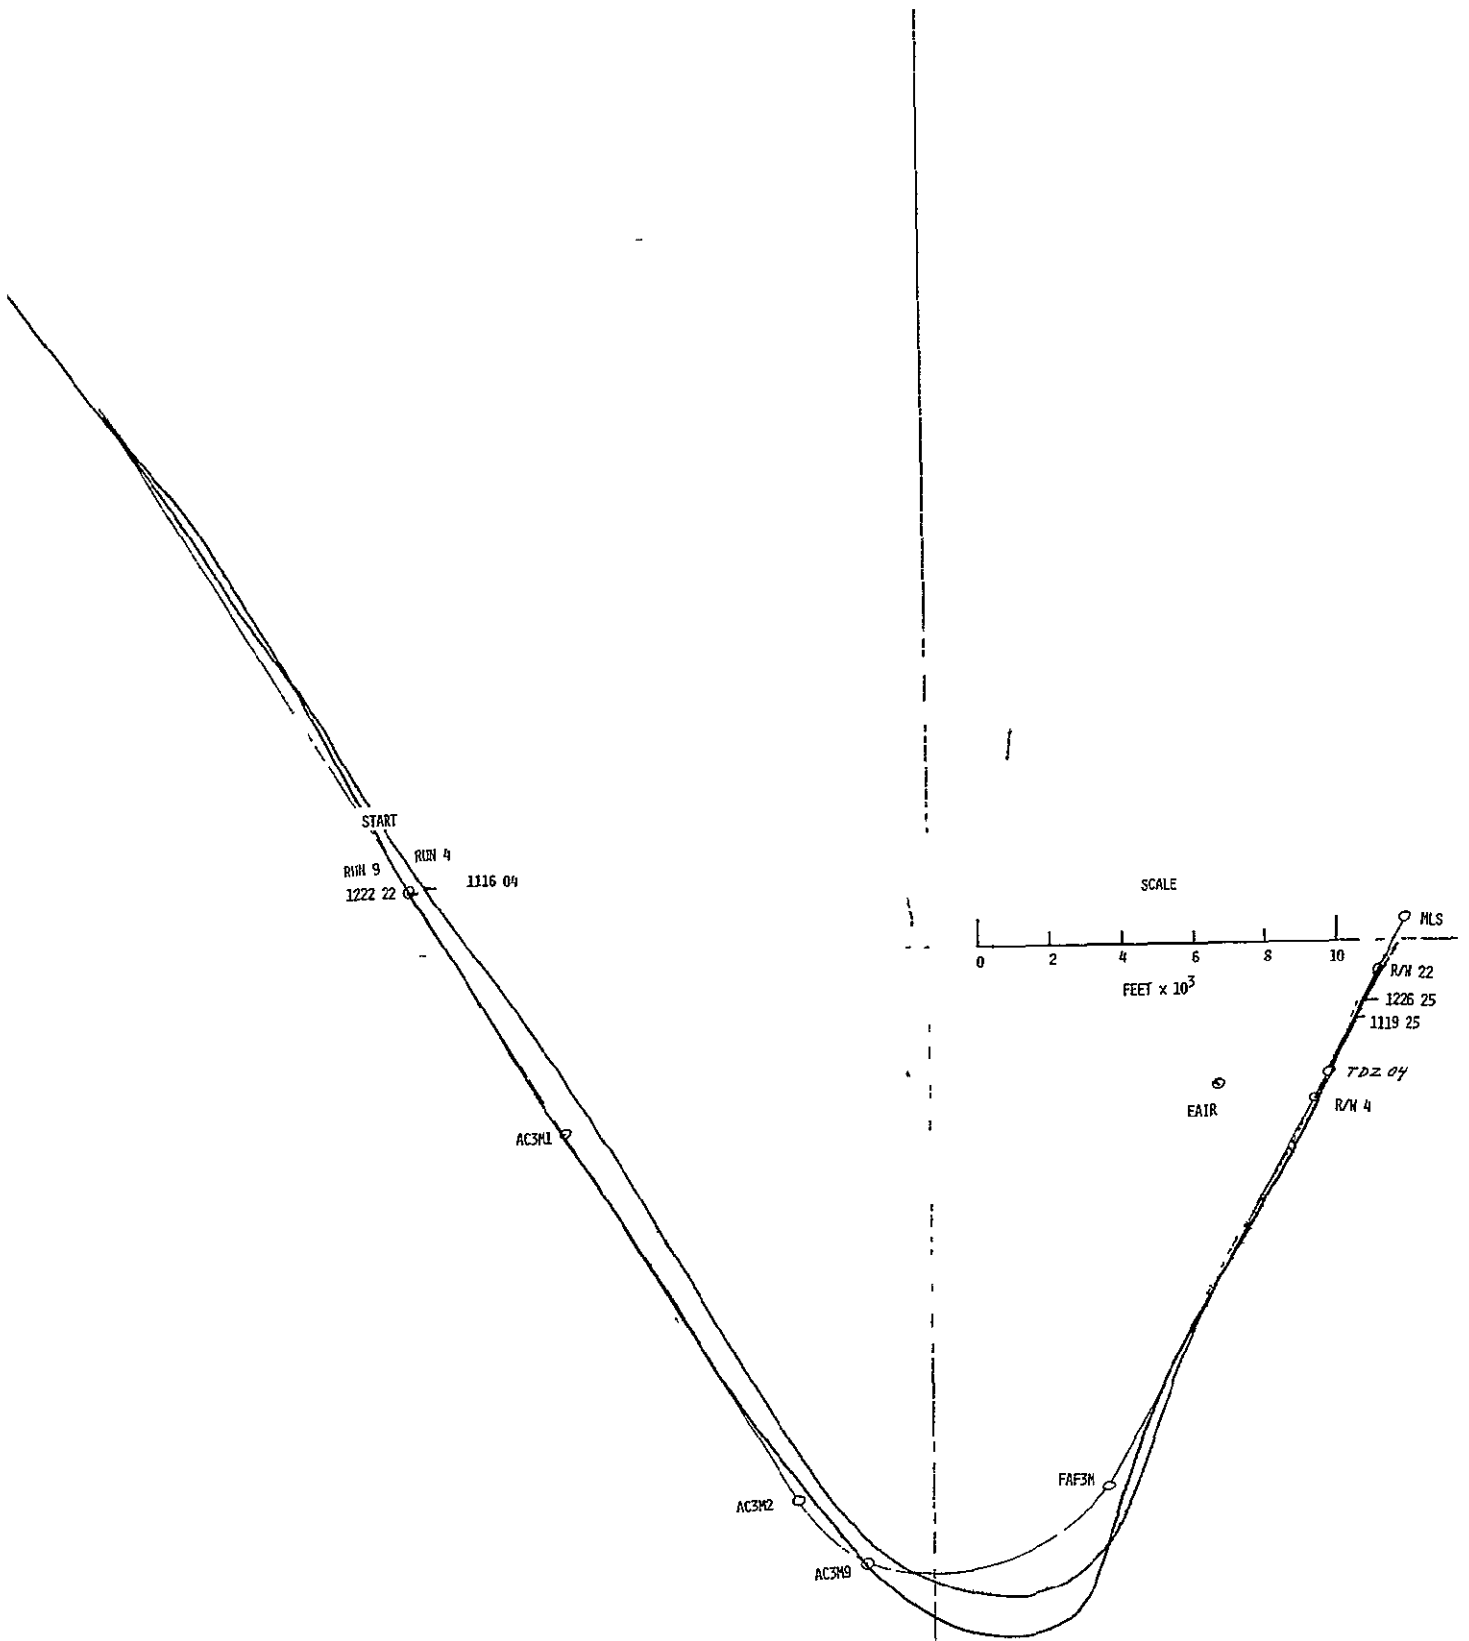 START
RUN 9
RUN 4
1222 22
1116 04
SCALE
MLS
0 2 4 6 8 10
FEET x 10³
R/W 22
1226 25
1119 25
TDZ 04
R/W 4
EAIR
AC3M1
FAF3M
AC3M2
AC3M9